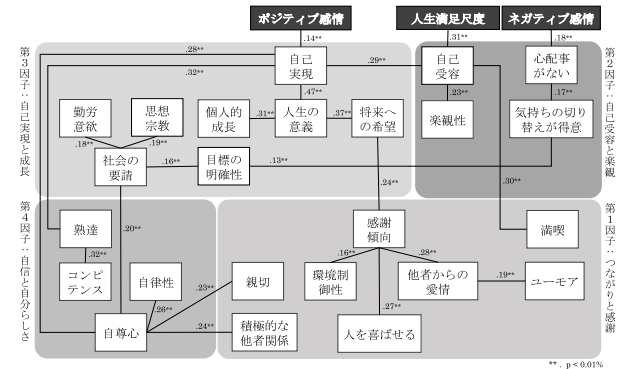 ポジティブ感情
人生満足尺度
ネガティブ感情
.14**
.31**
.18**
第3因子：自己実現と成長
第2因子：自己受容と楽観
.28**
.32**
自己
実現
.29**
自己
受容
心配事
がない
.47**
.23**
.17**
勤労
意欲
思想
宗教
個人的
成長
.31**
人生の
意義
.37**
将来へ
の希望
楽観性
気持ちの切り
替えが得意
.18**
.19**
社会の
要請
.16**
目標の
明確性
.13**
.24**
.30**
第4因子：自信と自分らしさ
第1因子：つながりと感謝
熟達
.20**
感謝
傾向
満喫
.32**
.16**
.28**
コンピ
テンス
自律性
.23**
親切
環境制
御性
他者からの
愛情
.19**
ユーモア
.26**
.27**
自尊心
.24**
積極的な
他者関係
人を喜ばせる
**．p < 0.01%